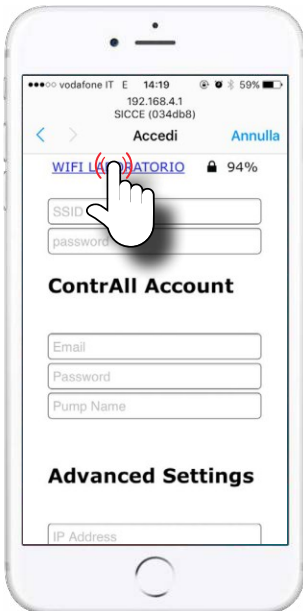 vodafone IT E 14:19 59%
192.168.4.1
SICCE (034db8)
Accedi Annulla
WIFI LABORATORIO 94%
SSID
password
ContrAll Account
Email
Password
Pump Name
Advanced Settings
IP Address